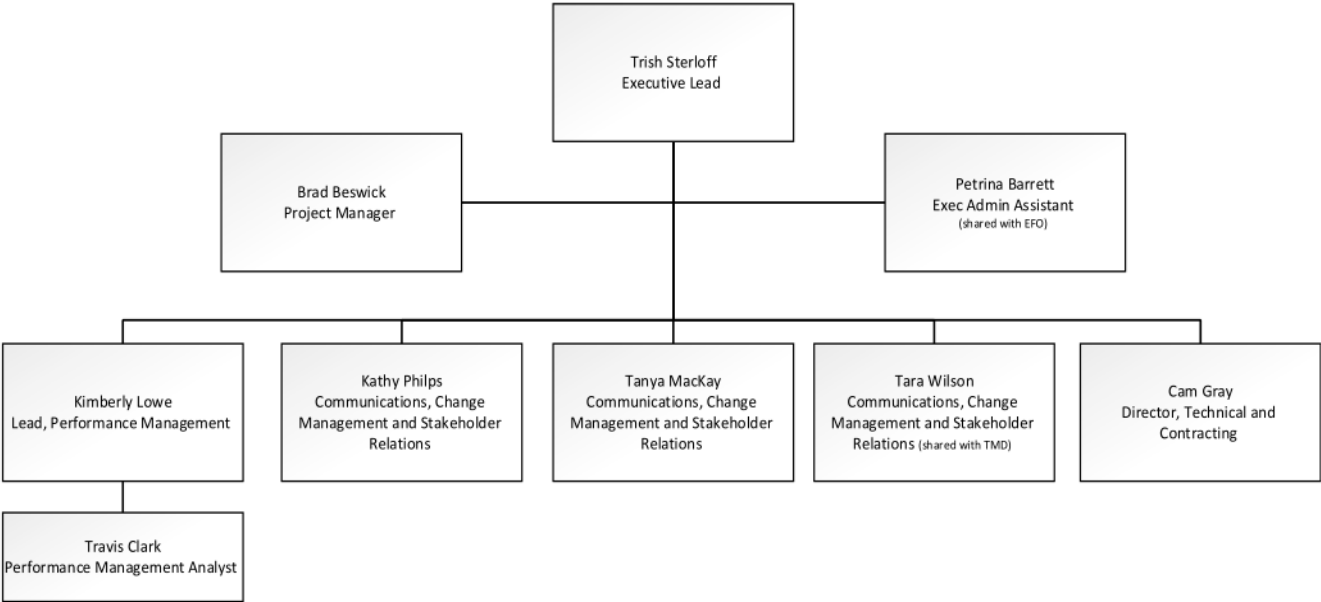 Trish Sterloff
Executive Lead
Brad Beswick
Project Manager
Petrina Barrett
Exec Admin Assistant
(shared with EFO)
Kimberly Lowe
Lead, Performance Management
Kathy Philps
Communications, Change
Management and Stakeholder
Relations
Tanya MacKay
Communications, Change
Management and Stakeholder
Relations
Tara Wilson
Communications, Change
Management and Stakeholder
Relations (shared with TMD)
Cam Gray
Director, Technical and
Contracting
Travis Clark
Performance Management Analyst